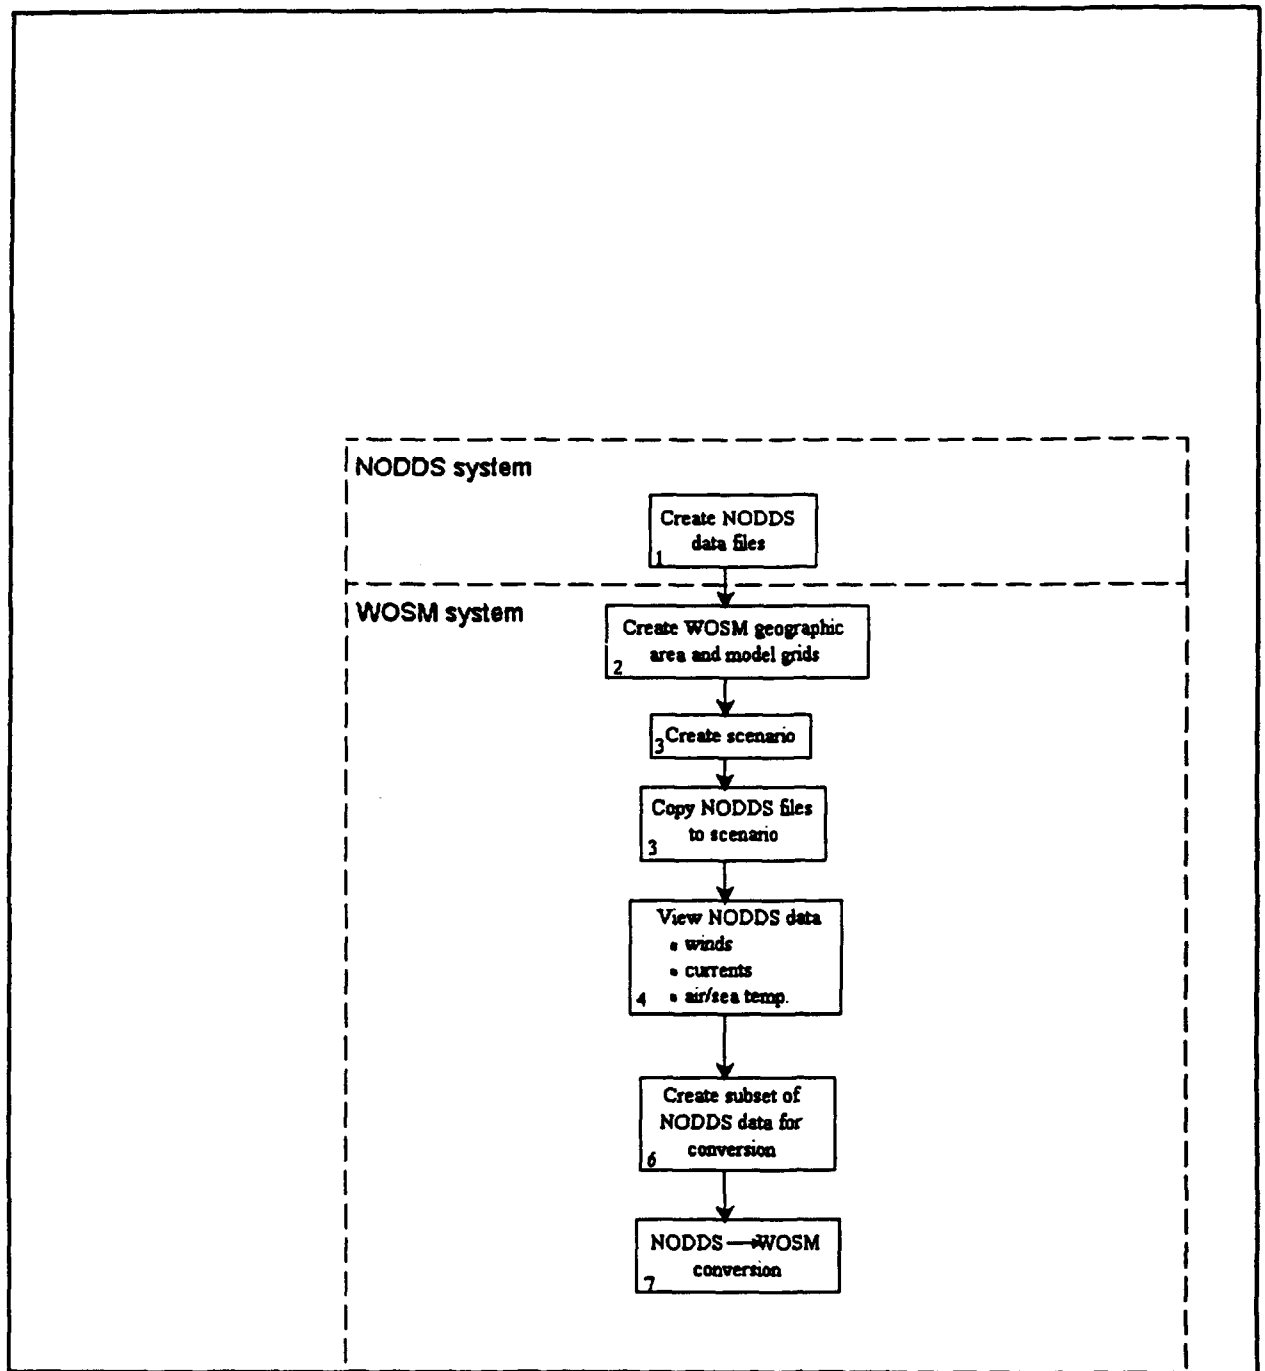 NODDS system
Create NODDS
data files
1
WOSM system
Create WOSM geographic
area and model grids
2
Create scenario
3
Copy NODDS files
to scenario
3
View NODDS data
• winds
• currents
• air/sea temp.
4
Create subset of
NODDS data for
conversion
6
NODDS → WOSM
conversion
7